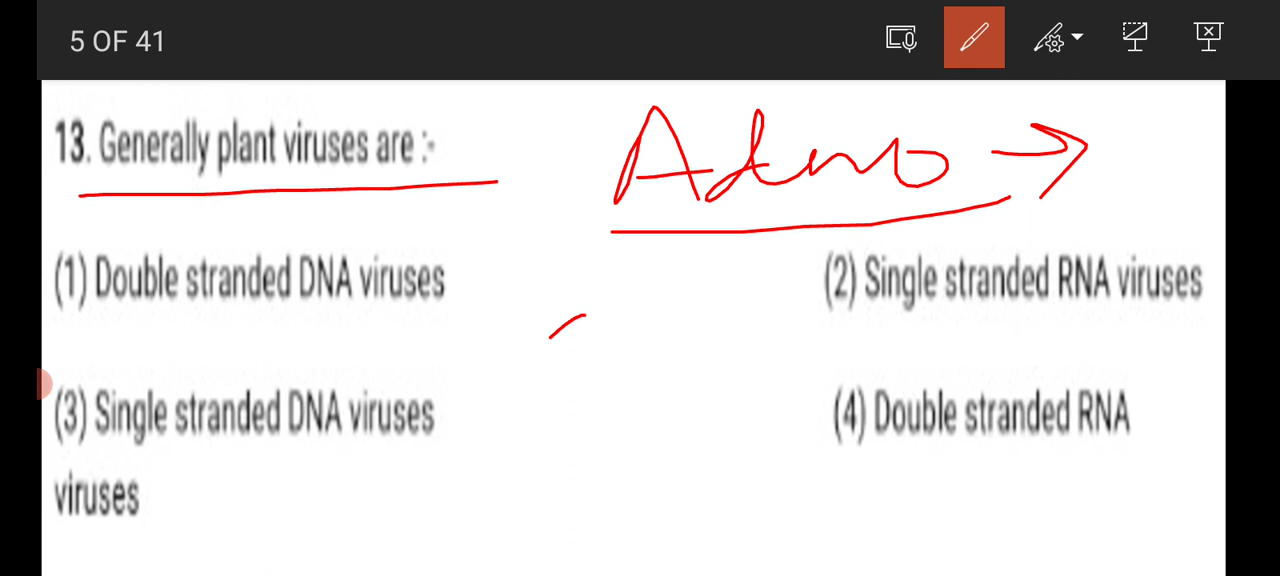 5 OF 41
13. Generally plant viruses are :-
Adeno →
(1) Double stranded DNA viruses
(2) Single stranded RNA viruses
(3) Single stranded DNA viruses
(4) Double stranded RNA
viruses